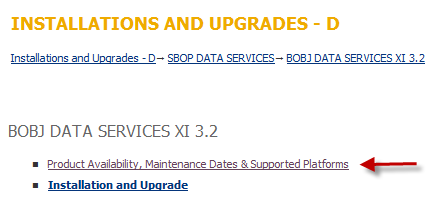 INSTALLATIONS AND UPGRADES - D
Installations and Upgrades - D→ SBOP DATA SERVICES→ BOBJ DATA SERVICES XI 3.2
BOBJ DATA SERVICES XI 3.2
Product Availability, Maintenance Dates & Supported Platforms
Installation and Upgrade